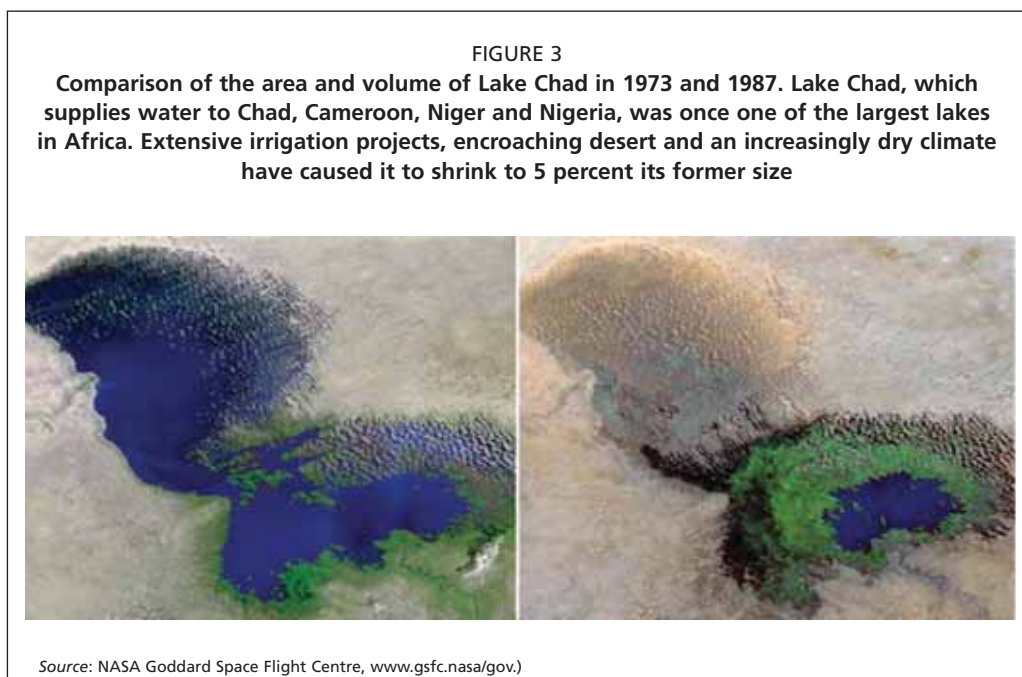 FIGURE 3
Comparison of the area and volume of Lake Chad in 1973 and 1987. Lake Chad, which
supplies water to Chad, Cameroon, Niger and Nigeria, was once one of the largest lakes
in Africa. Extensive irrigation projects, encroaching desert and an increasingly dry climate
have caused it to shrink to 5 percent its former size
Source: NASA Goddard Space Flight Centre, www.gsfc.nasa/gov.)